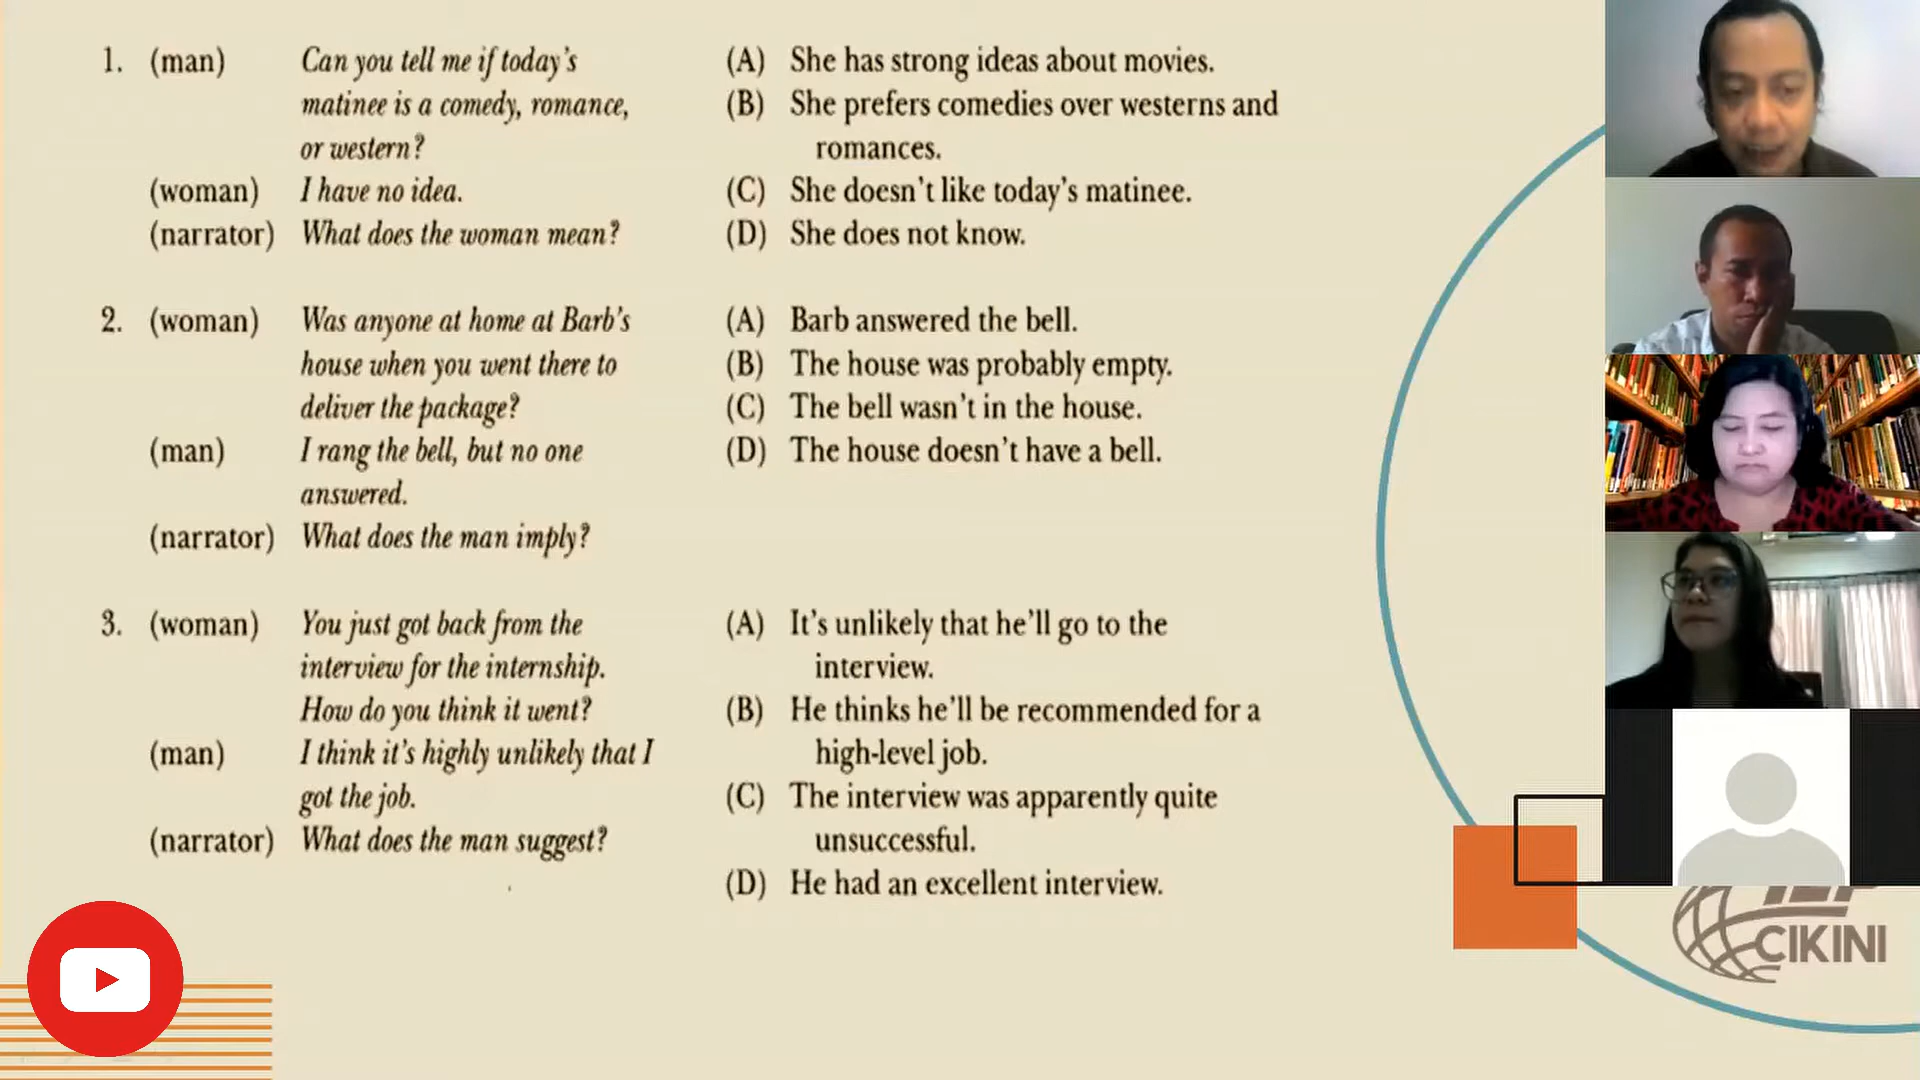 1. (man) Can you tell me if today's (A) She has strong ideas about movies.
matinee is a comedy, romance, (B) She prefers comedies over westerns and
or western? romances.
(woman) I have no idea. (C) She doesn't like today's matinee.
(narrator) What does the woman mean? (D) She does not know.
2. (woman) Was anyone at home at Barb's (A) Barb answered the bell.
house when you went there to (B) The house was probably empty.
deliver the package? (C) The bell wasn't in the house.
(man) I rang the bell, but no one (D) The house doesn't have a bell.
answered.
(narrator) What does the man imply?
3. (woman) You just got back from the (A) It's unlikely that he'll go to the
interview for the internship. interview.
How do you think it went? (B) He thinks he'll be recommended for a
(man) I think it's highly unlikely that I high-level job.
got the job. (C) The interview was apparently quite
(narrator) What does the man suggest? unsuccessful.
(D) He had an excellent interview.
CIKINI